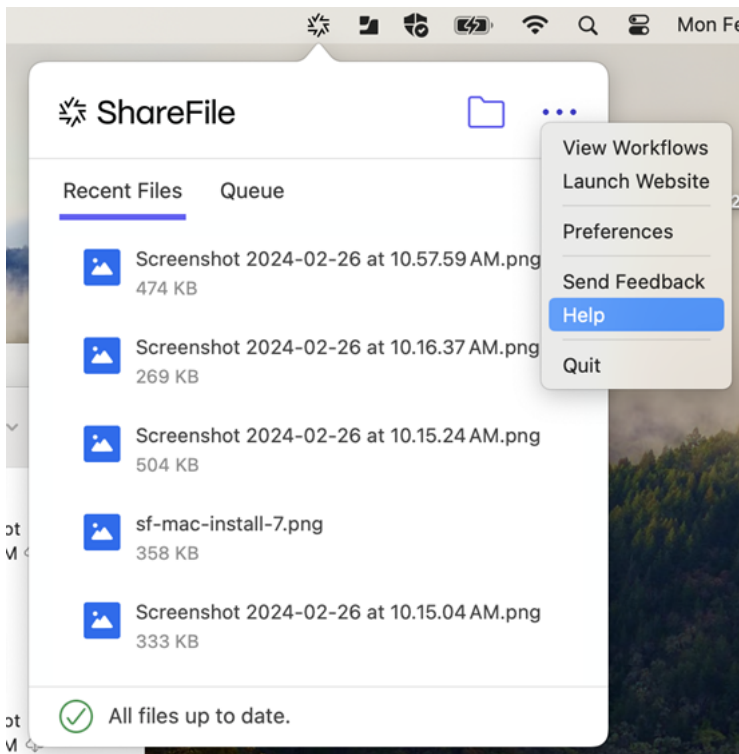 Mon Fe
ShareFile
View Workflows
Launch Website
Preferences
Send Feedback
Help
Quit
Recent Files Queue
Screenshot 2024-02-26 at 10.57.59 AM.png
474 KB
Screenshot 2024-02-26 at 10.16.37 AM.png
269 KB
Screenshot 2024-02-26 at 10.15.24 AM.png
504 KB
sf-mac-install-7.png
358 KB
Screenshot 2024-02-26 at 10.15.04 AM.png
333 KB
All files up to date.
ot
M
ot
M